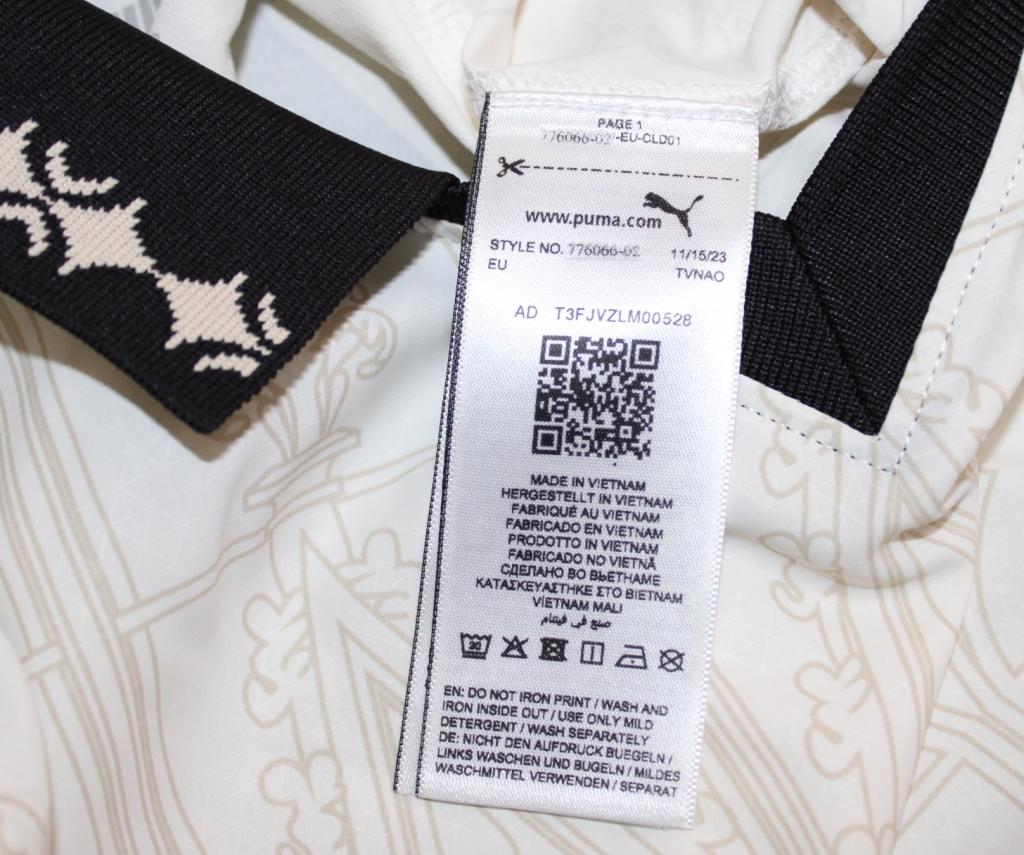 PAGE 1
776066-02-EU-CLD01
www.puma.com
STYLE NO. 776066-02 11/15/23
EU TVNAO
AD T3FJVZLM00528
MADE IN VIETNAM
HERGESTELLT IN VIETNAM
FABRIQUÉ AU VIETNAM
FABRICADO EN VIETNAM
PRODOTTO IN VIETNAM
FABRICADO NO VIETNÃ
СДЕЛАНО ВО ВЬЕТНАМЕ
ΚΑΤΑΣΚΕΥΑΣΤΗΚΕ ΣΤΟ ΒΙΕΤΝΑΜ
VİETNAM MALI
صنع في فيتنام
30
EN: DO NOT IRON PRINT / WASH AND
IRON INSIDE OUT / USE ONLY MILD
DETERGENT / WASH SEPARATELY
DE: NICHT DEN AUFDRUCK BUEGELN /
LINKS WASCHEN UND BUGELN / MILDES
WASCHMITTEL VERWENDEN / SEPARAT